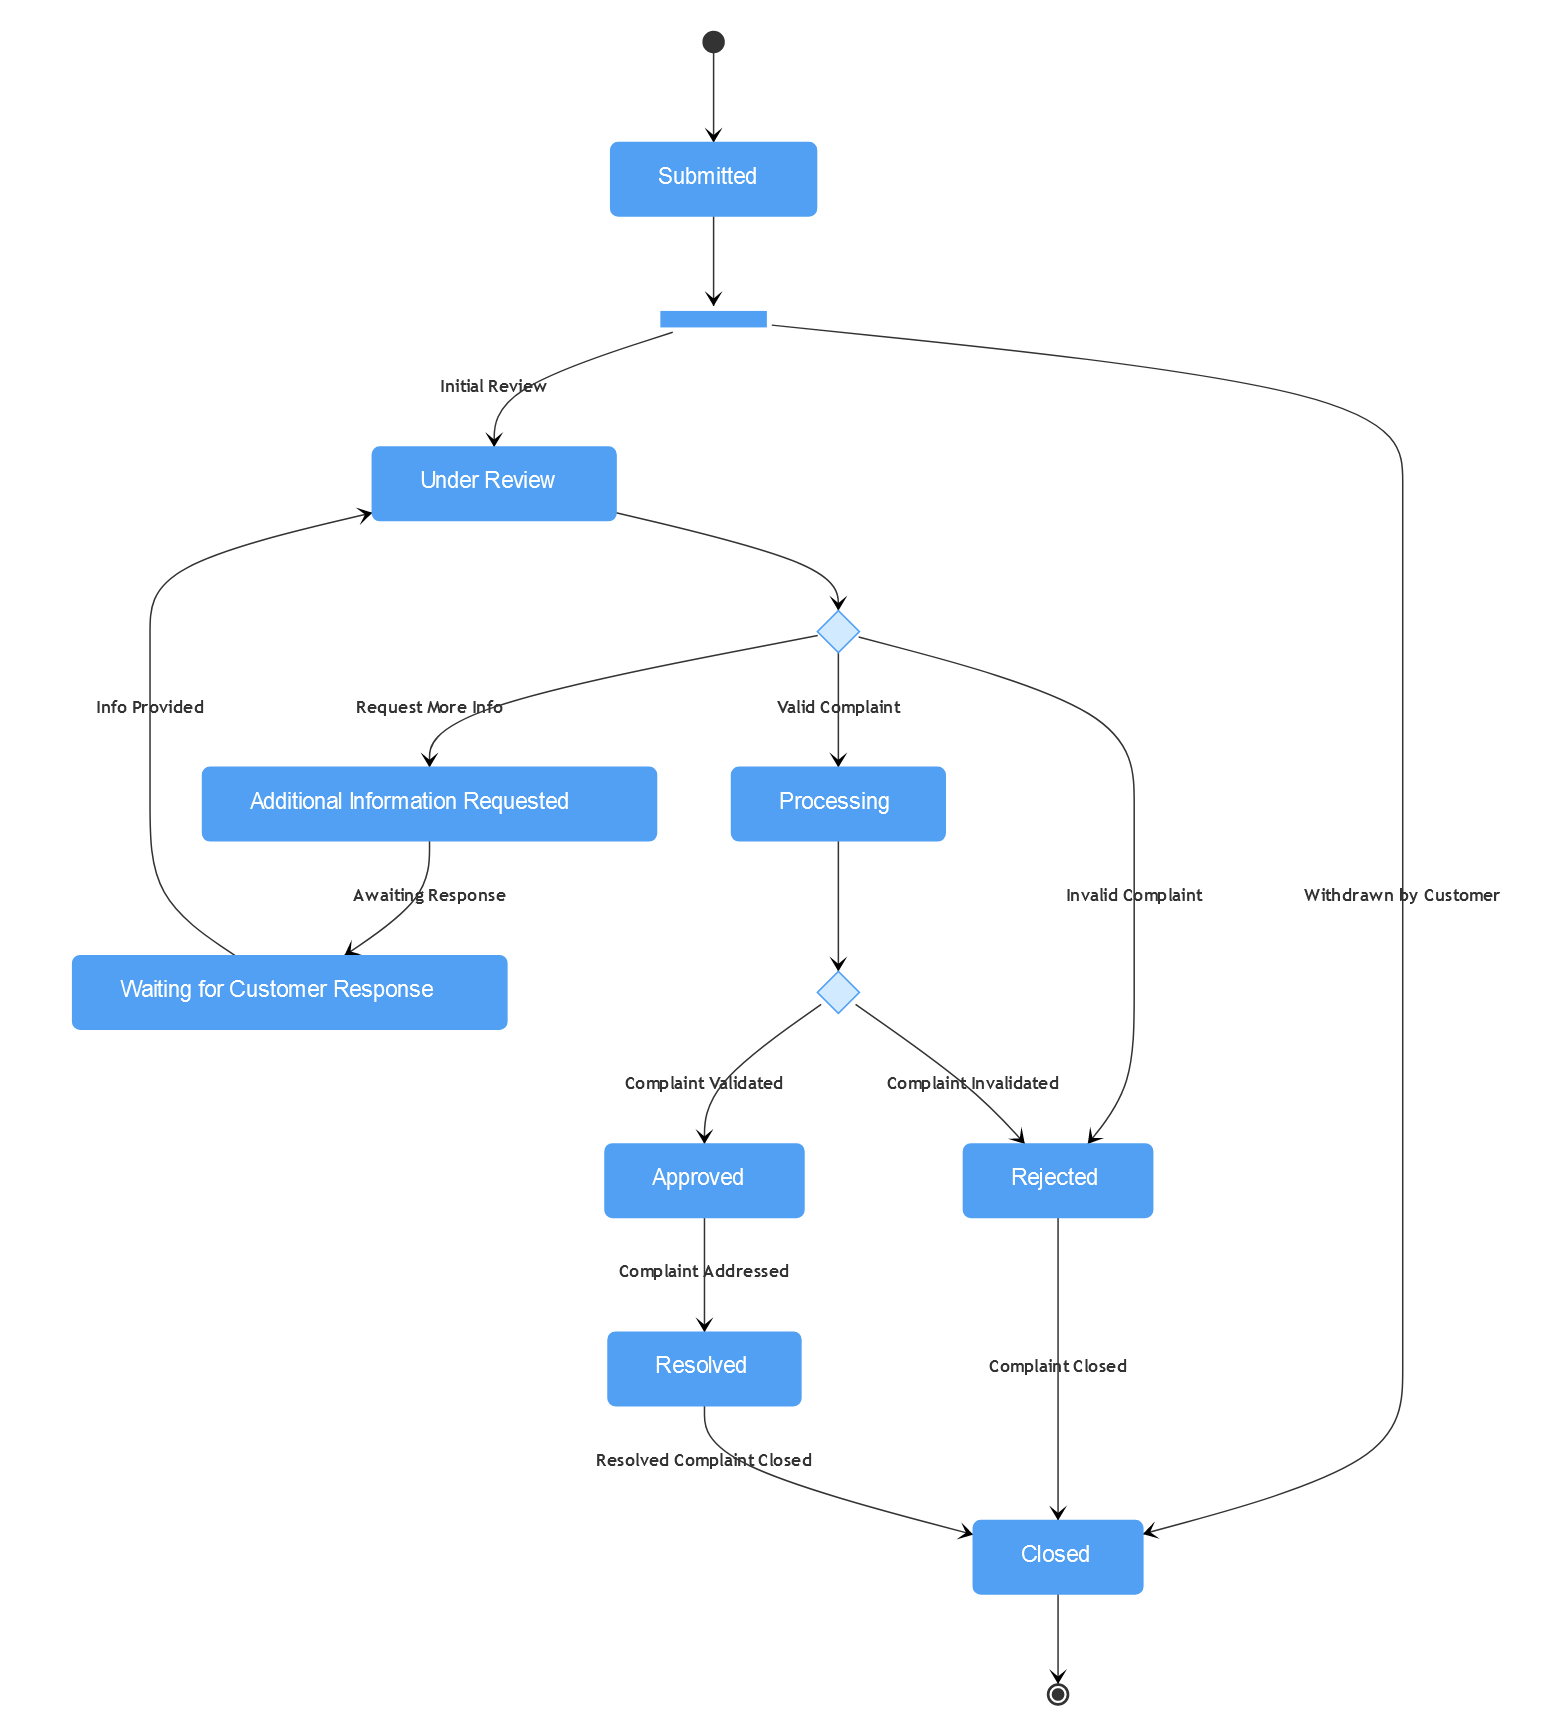 Submitted
Initial Review
Under Review
Info Provided
Request More Info
Valid Complaint
Additional Information Requested
Processing
Awaiting Response
Invalid Complaint
Withdrawn by Customer
Waiting for Customer Response
Complaint Validated
Complaint Invalidated
Approved
Rejected
Complaint Addressed
Resolved
Complaint Closed
Resolved Complaint Closed
Closed